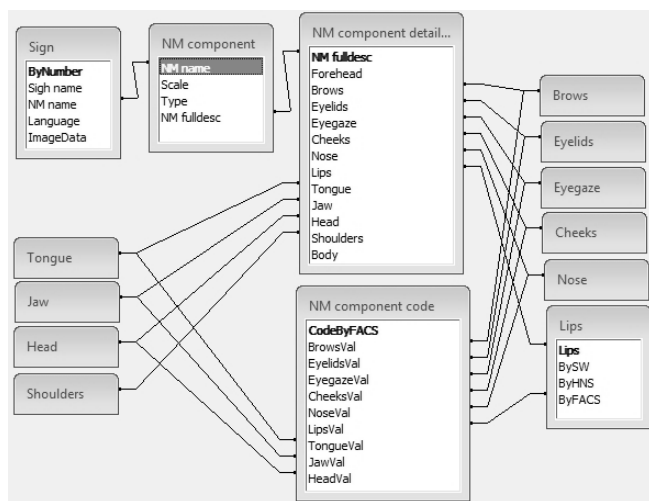 Sign
ByNumber
Sigh name
NM name
Language
ImageData
NM component
NM name
Scale
Type
NM fulldesc
NM component detail...
NM fulldesc
Forehead
Brows
Eyelids
Eyegaze
Cheeks
Nose
Lips
Tongue
Jaw
Head
Shoulders
Body
Brows
Eyelids
Eyegaze
Cheeks
Nose
Lips
Lips
BySW
ByHNS
ByFACS
Tongue
Jaw
Head
Shoulders
NM component code
CodeByFACS
BrowsVal
EyelidsVal
EyegazeVal
CheeksVal
NoseVal
LipsVal
TongueVal
JawVal
HeadVal